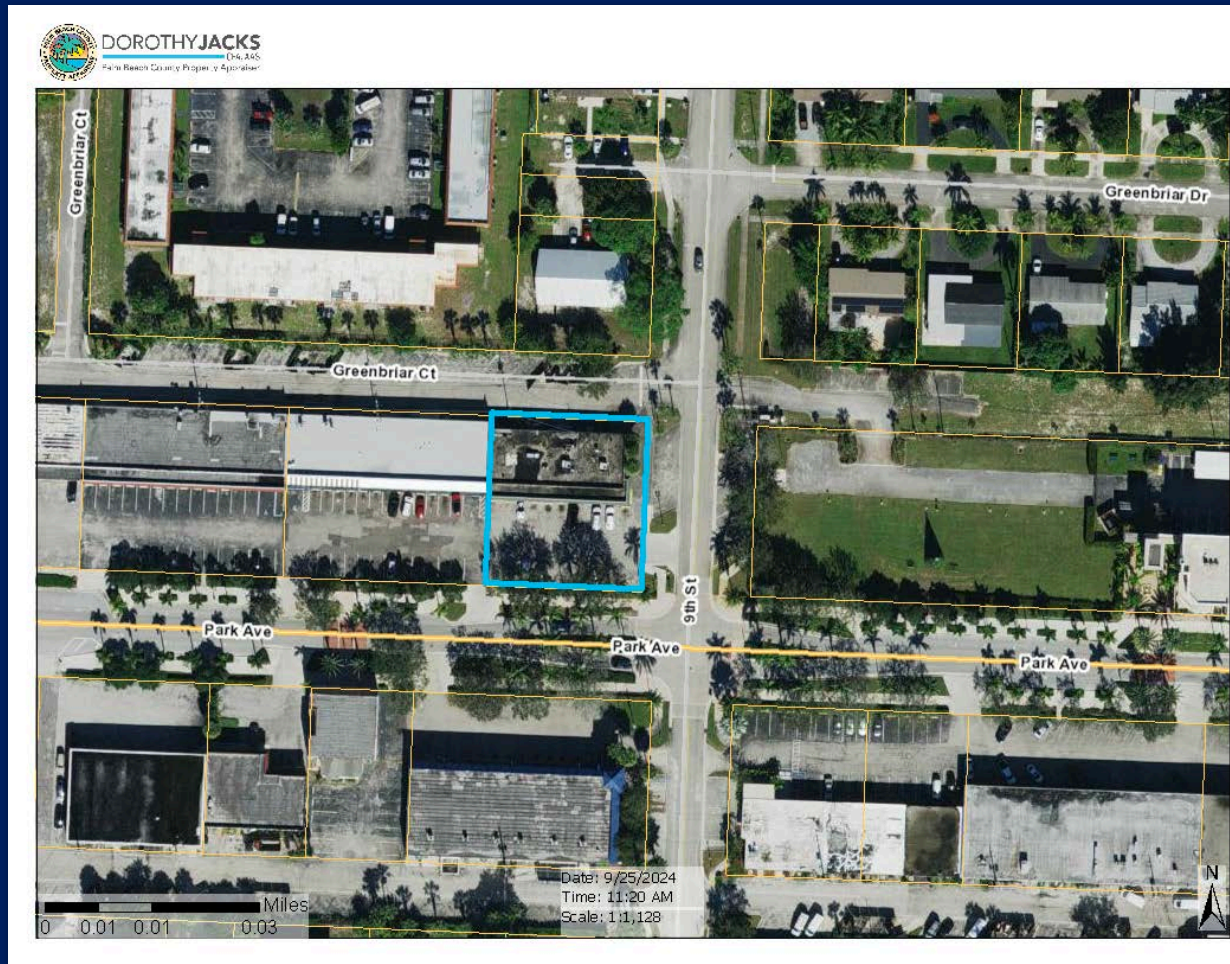 DOROTHYJACKS
CFA, AAS
Palm Beach County Property Appraiser
Greenbriar Ct
Greenbriar Dr
Greenbriar Ct
9th St
Park Ave
Park Ave
Park Ave
Date: 9/25/2024
Time: 11:20 AM
Scale: 1:1,128
Miles
0 0.01 0.01 0.03
N